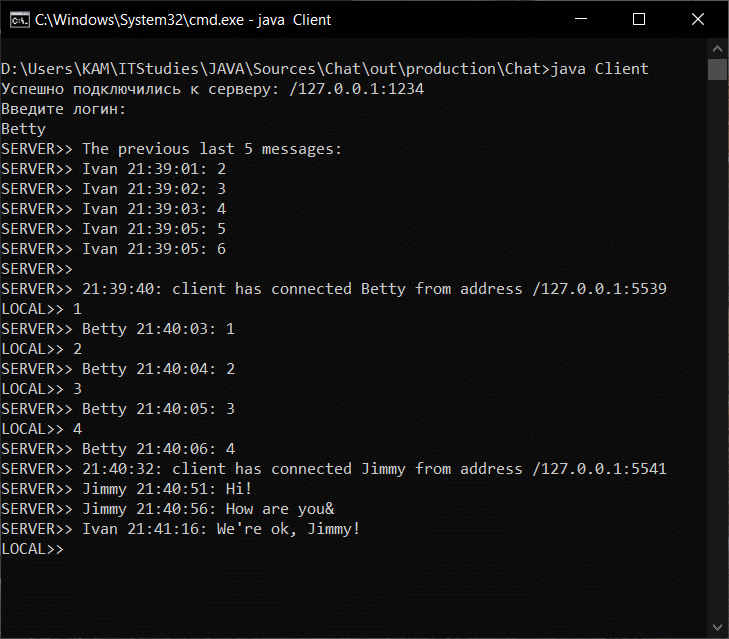 C:\Windows\System32\cmd.exe - java  Client
D:\Users\KAM\ITStudies\JAVA\Sources\Chat\out\production\Chat>java Client
Успешно подключились к серверу: /127.0.0.1:1234
Введите логин:
Betty
SERVER>> The previous last 5 messages:
SERVER>> Ivan 21:39:01: 2
SERVER>> Ivan 21:39:02: 3
SERVER>> Ivan 21:39:03: 4
SERVER>> Ivan 21:39:05: 5
SERVER>> Ivan 21:39:05: 6
SERVER>>
SERVER>> 21:39:40: client has connected Betty from address /127.0.0.1:5539
LOCAL>> 1
SERVER>> Betty 21:40:03: 1
LOCAL>> 2
SERVER>> Betty 21:40:04: 2
LOCAL>> 3
SERVER>> Betty 21:40:05: 3
LOCAL>> 4
SERVER>> Betty 21:40:06: 4
SERVER>> 21:40:32: client has connected Jimmy from address /127.0.0.1:5541
SERVER>> Jimmy 21:40:51: Hi!
SERVER>> Jimmy 21:40:56: How are you&
SERVER>> Ivan 21:41:16: We're ok, Jimmy!
LOCAL>>